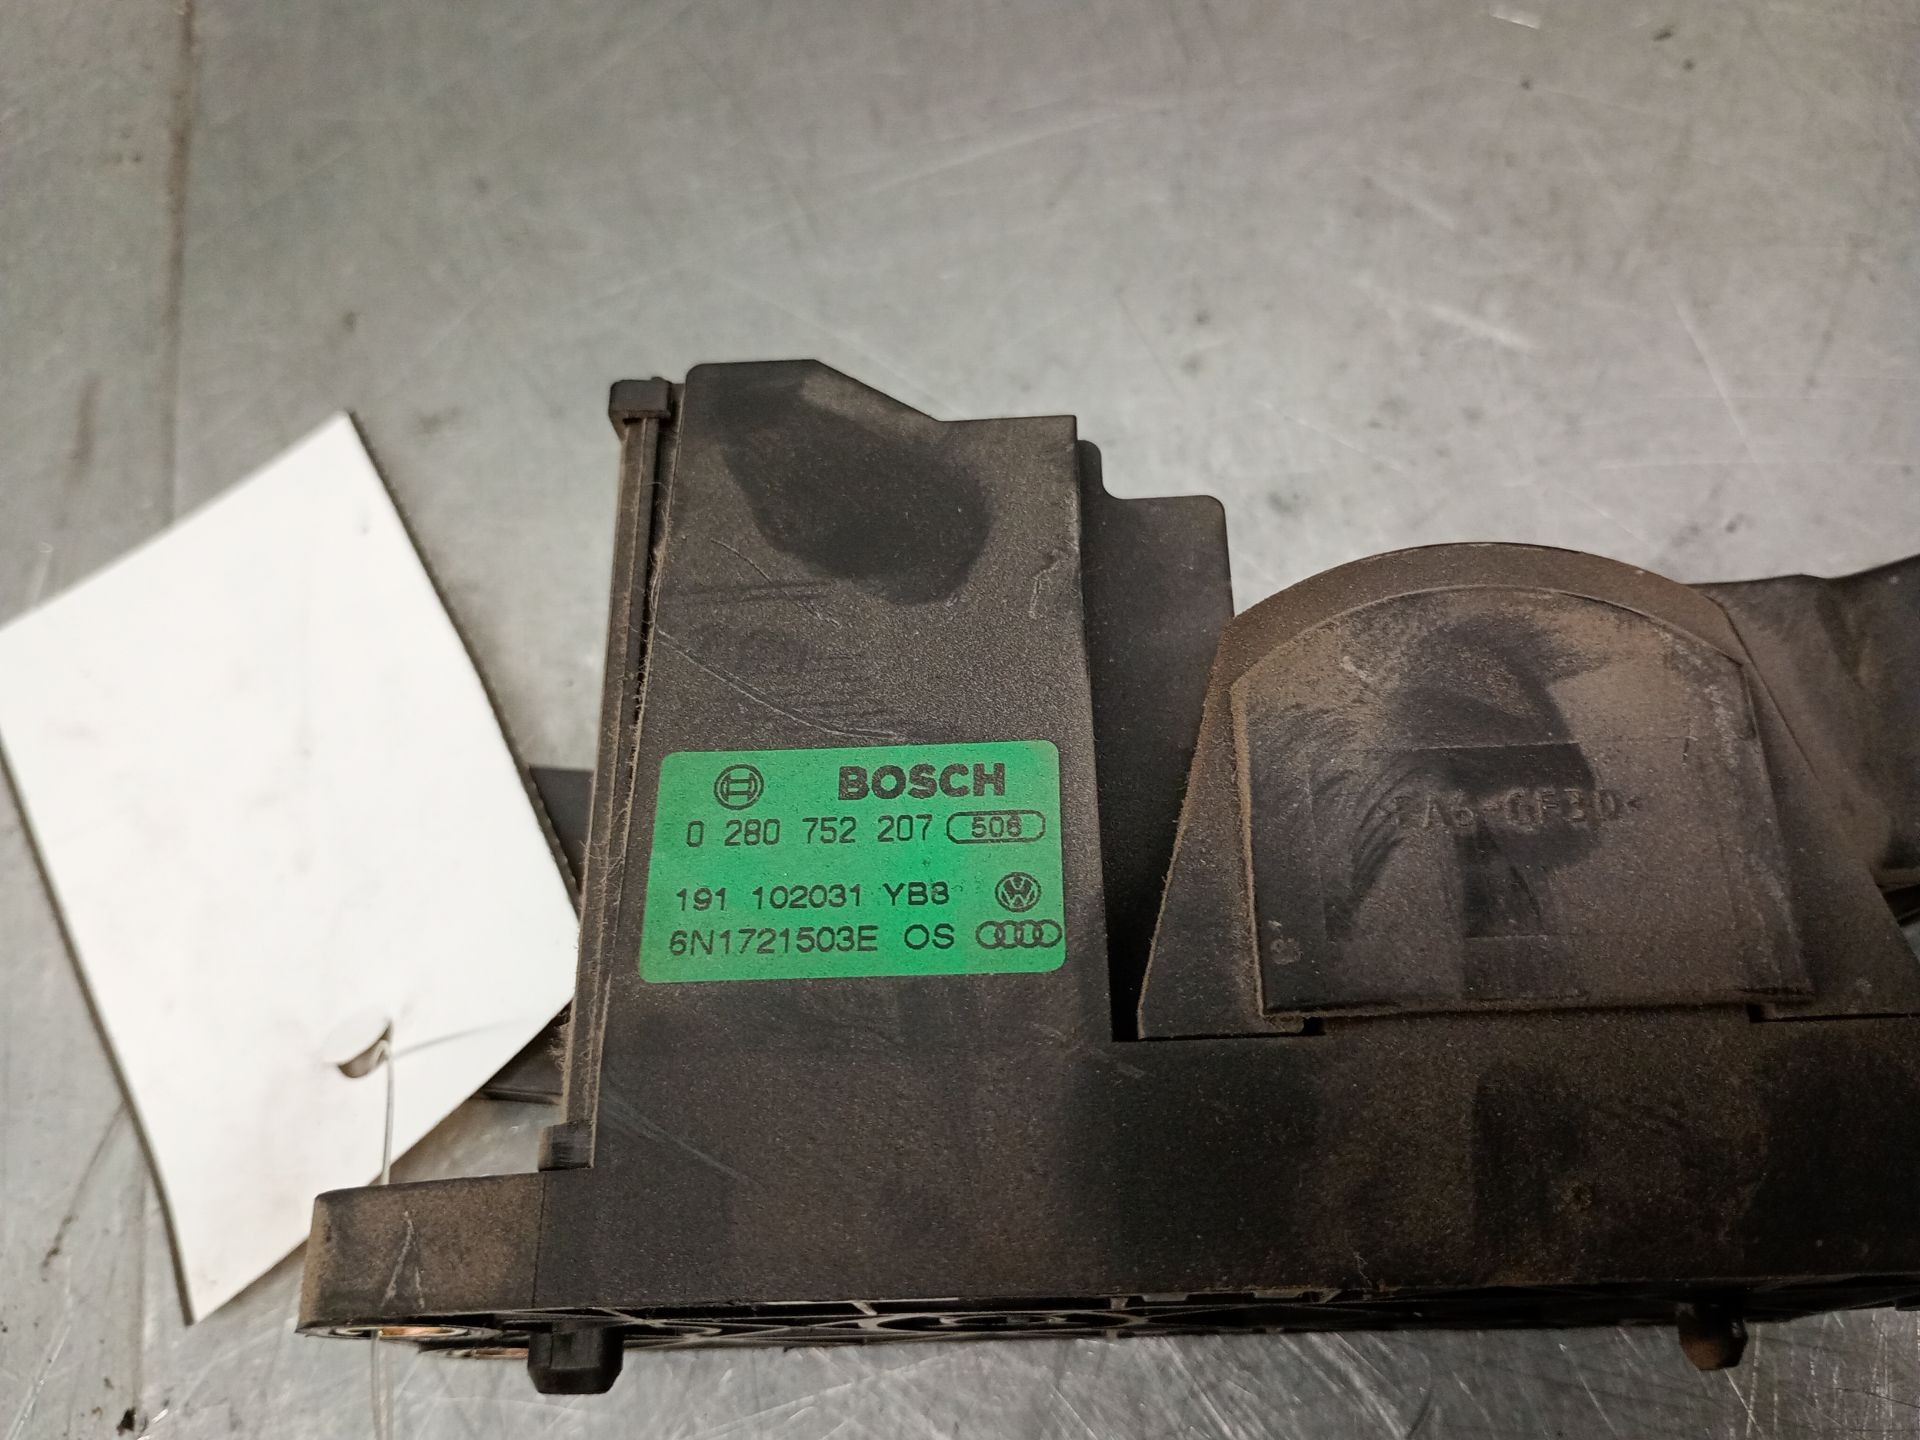 BOSCH
0 280 752 207 506
191 102031 YB8
6N1721503E OS